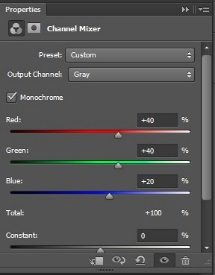 Properties
Channel Mixer
Preset: Custom
Output Channel: Gray
Monochrome
Red: +40 %
Green: +40 %
Blue: +20 %
Total: +100 %
Constant: 0 %